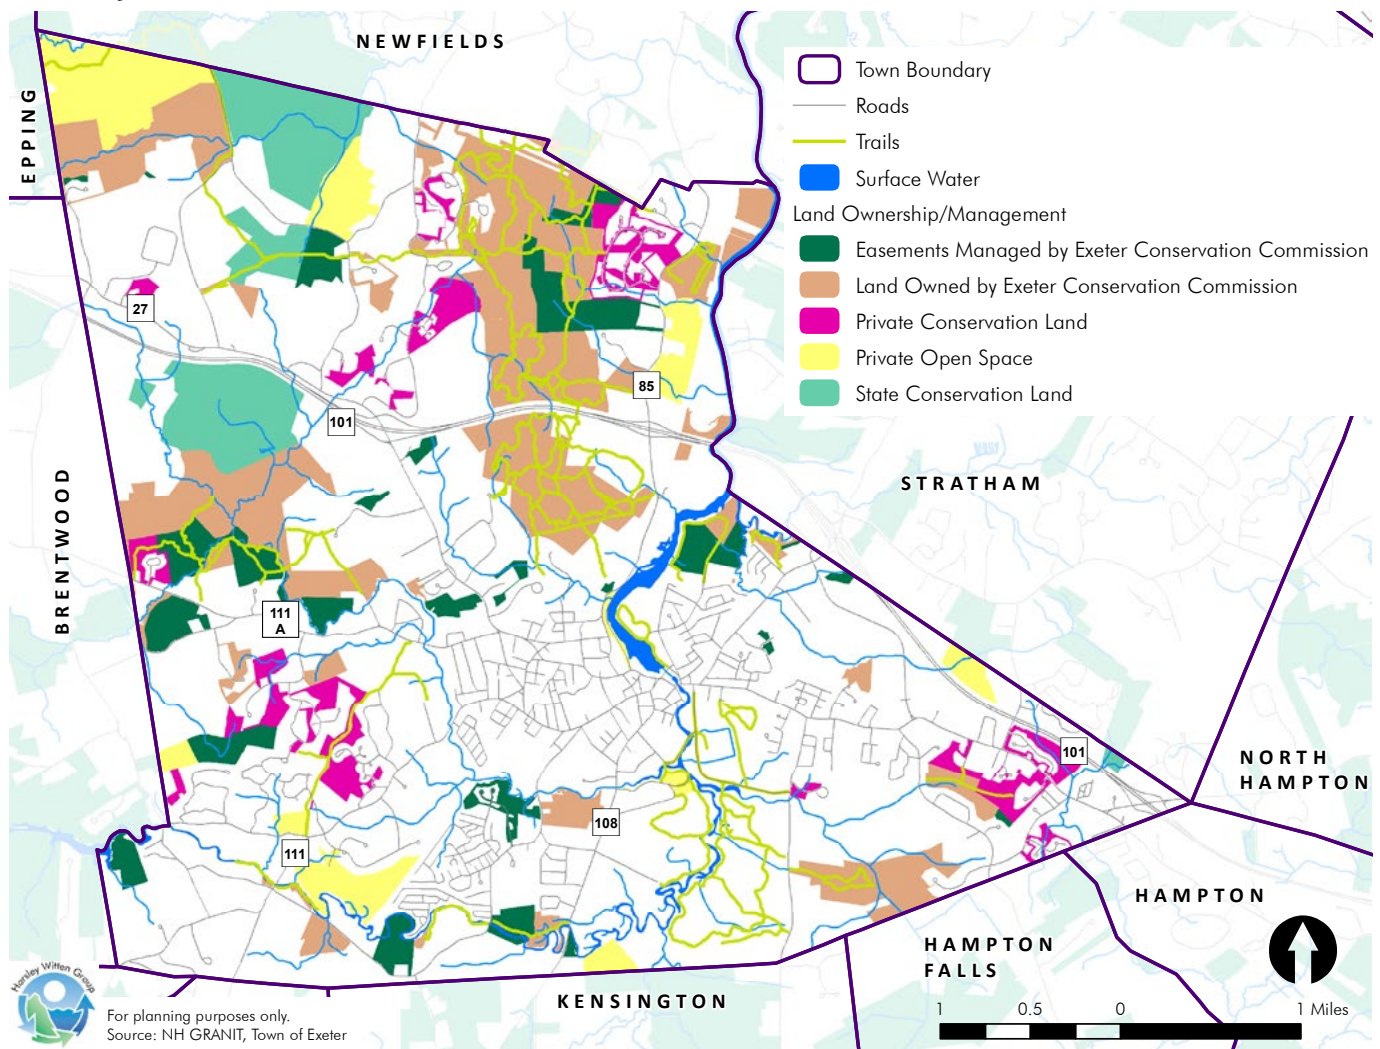 NEWFIELDS
EPPING
Town Boundary
Roads
Trails
Surface Water
Land Ownership/Management
Easements Managed by Exeter Conservation Commission
Land Owned by Exeter Conservation Commission
Private Conservation Land
Private Open Space
State Conservation Land
27
85
101
STRATHAM
BRENTWOOD
111
A
101
NORTH
HAMPTON
108
111
HAMPTON
HAMPTON
FALLS
KENSINGTON
Horsley Witten Group
For planning purposes only.
Source: NH GRANIT, Town of Exeter
1 0.5 0 1 Miles